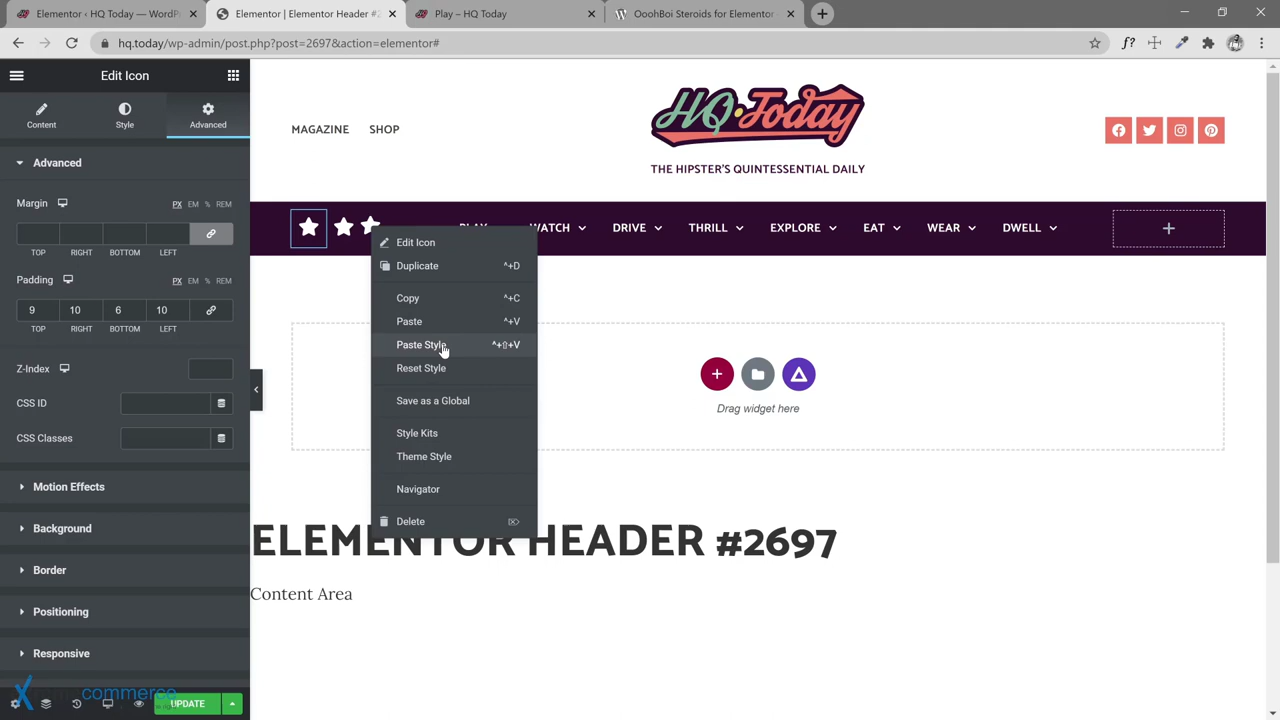 Elementor ‹ HQ Today — WordP
Elementor | Elementor Header #2
Play – HQ Today
OoohBoi Steroids for Elementor
hq.today/wp-admin/post.php?post=2697&action=elementor#
Edit Icon
Content
Style
Advanced
Advanced
Margin
PX EM % REM
TOP RIGHT BOTTOM LEFT
Padding
PX EM % REM
9 10 6 10
TOP RIGHT BOTTOM LEFT
Z-Index
CSS ID
CSS Classes
Motion Effects
Background
Border
Positioning
Responsive
commerce
UPDATE
MAGAZINE SHOP
HQ Today
THE HIPSTER'S QUINTESSENTIAL DAILY
PLAY WATCH DRIVE THRILL EXPLORE EAT WEAR DWELL
Edit Icon
Duplicate ^+D
Copy ^+C
Paste ^+V
Paste Style ^+⇧+V
Reset Style
Save as a Global
Style Kits
Theme Style
Navigator
Delete ⌦
Drag widget here
ELEMENTOR HEADER #2697
Content Area